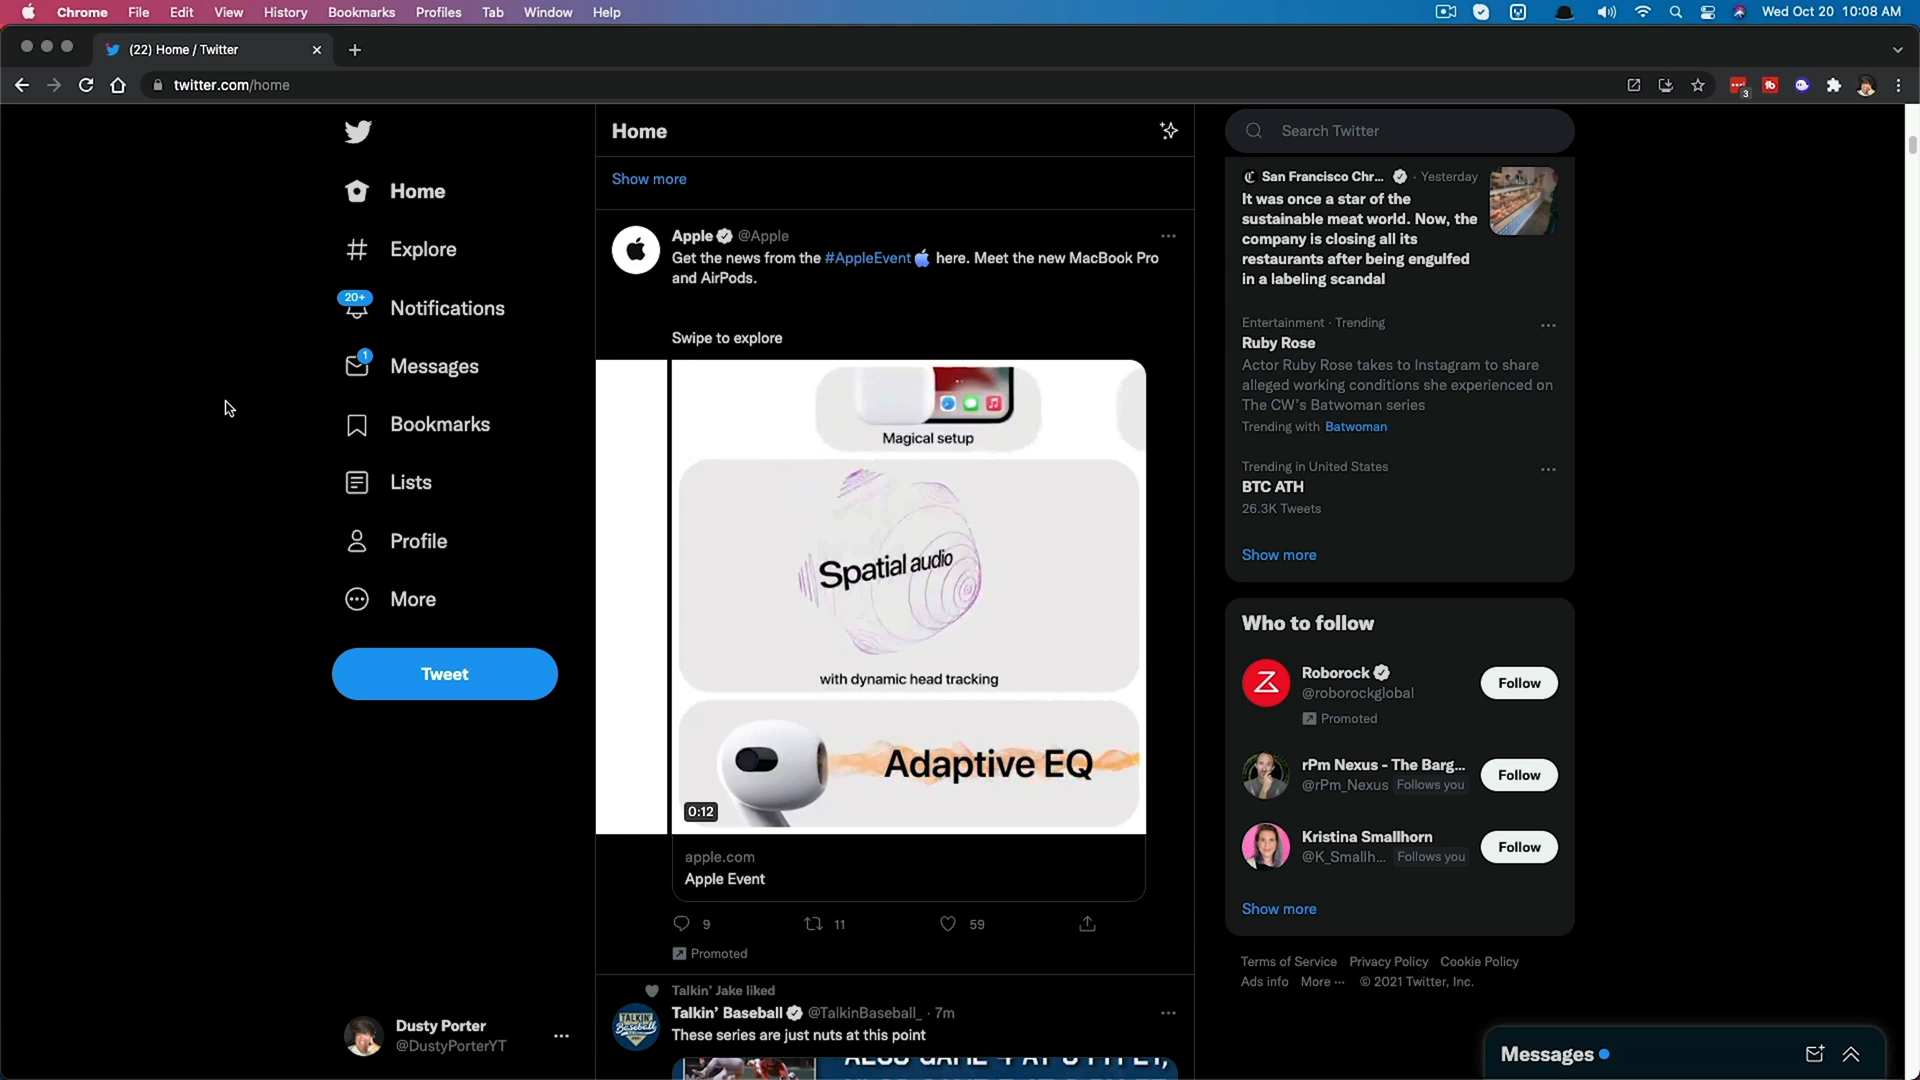 Chrome File Edit View History Bookmarks Profiles Tab Window Help
Wed Oct 20 10:08 AM
(22) Home / Twitter
twitter.com/home
3
Home
Explore
20+
Notifications
1
Messages
Bookmarks
Lists
Profile
More
Tweet
Dusty Porter
@DustyPorterYT
Home
Show more
Apple @Apple
Get the news from the #AppleEvent here. Meet the new MacBook Pro
and AirPods.
Swipe to explore
Magical setup
Spatial audio
with dynamic head tracking
Adaptive EQ
0:12
apple.com
Apple Event
9 11 59
Promoted
Talkin' Jake liked
Talkin' Baseball @TalkinBaseball_ · 7m
These series are just nuts at this point
Search Twitter
San Francisco Chr... · Yesterday
It was once a star of the
sustainable meat world. Now, the
company is closing all its
restaurants after being engulfed
in a labeling scandal
Entertainment · Trending
Ruby Rose
Actor Ruby Rose takes to Instagram to share
alleged working conditions she experienced on
The CW's Batwoman series
Trending with Batwoman
Trending in United States
BTC ATH
26.3K Tweets
Show more
Who to follow
Roborock
@roborockglobal
Promoted
Follow
rPm Nexus - The Barg...
@rPm_Nexus Follows you
Follow
Kristina Smallhorn
@K_Smallh... Follows you
Follow
Show more
Terms of Service Privacy Policy Cookie Policy
Ads info More ··· © 2021 Twitter, Inc.
Messages